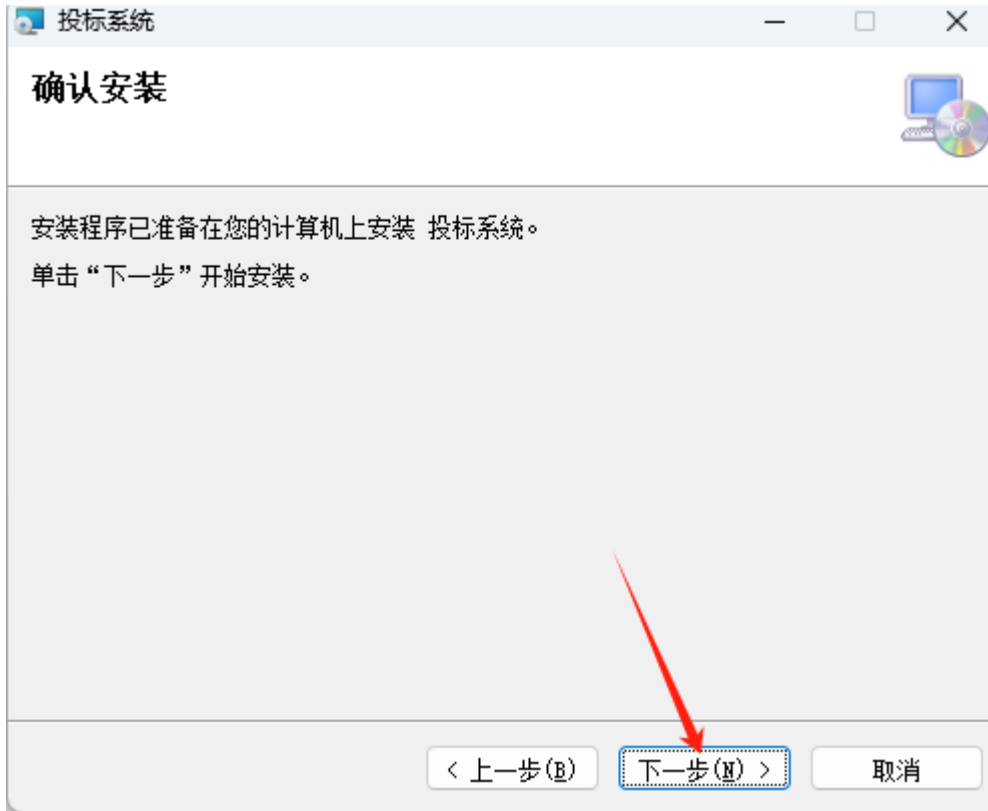 投标系统
确认安装
安装程序已准备在您的计算机上安装 投标系统。
单击“下一步”开始安装。
< 上一步(B)
下一步(N) >
取消